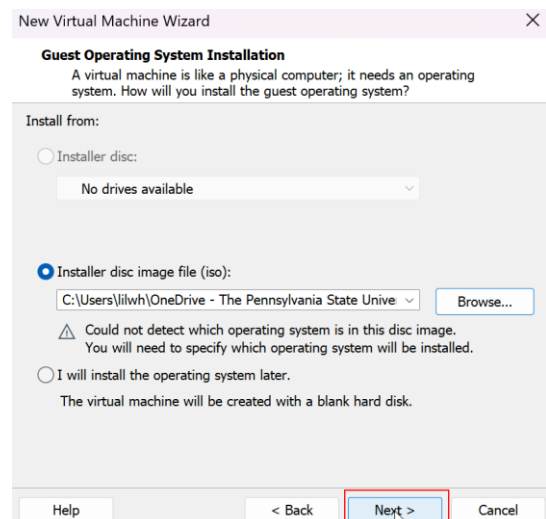 New Virtual Machine Wizard
Guest Operating System Installation
A virtual machine is like a physical computer; it needs an operating
system. How will you install the guest operating system?
Install from:
Installer disc:
No drives available
Installer disc image file (iso):
C:\Users\lilwh\OneDrive - The Pennsylvania State Univer
Browse...
Could not detect which operating system is in this disc image.
You will need to specify which operating system will be installed.
I will install the operating system later.
The virtual machine will be created with a blank hard disk.
Help
< Back
Next >
Cancel